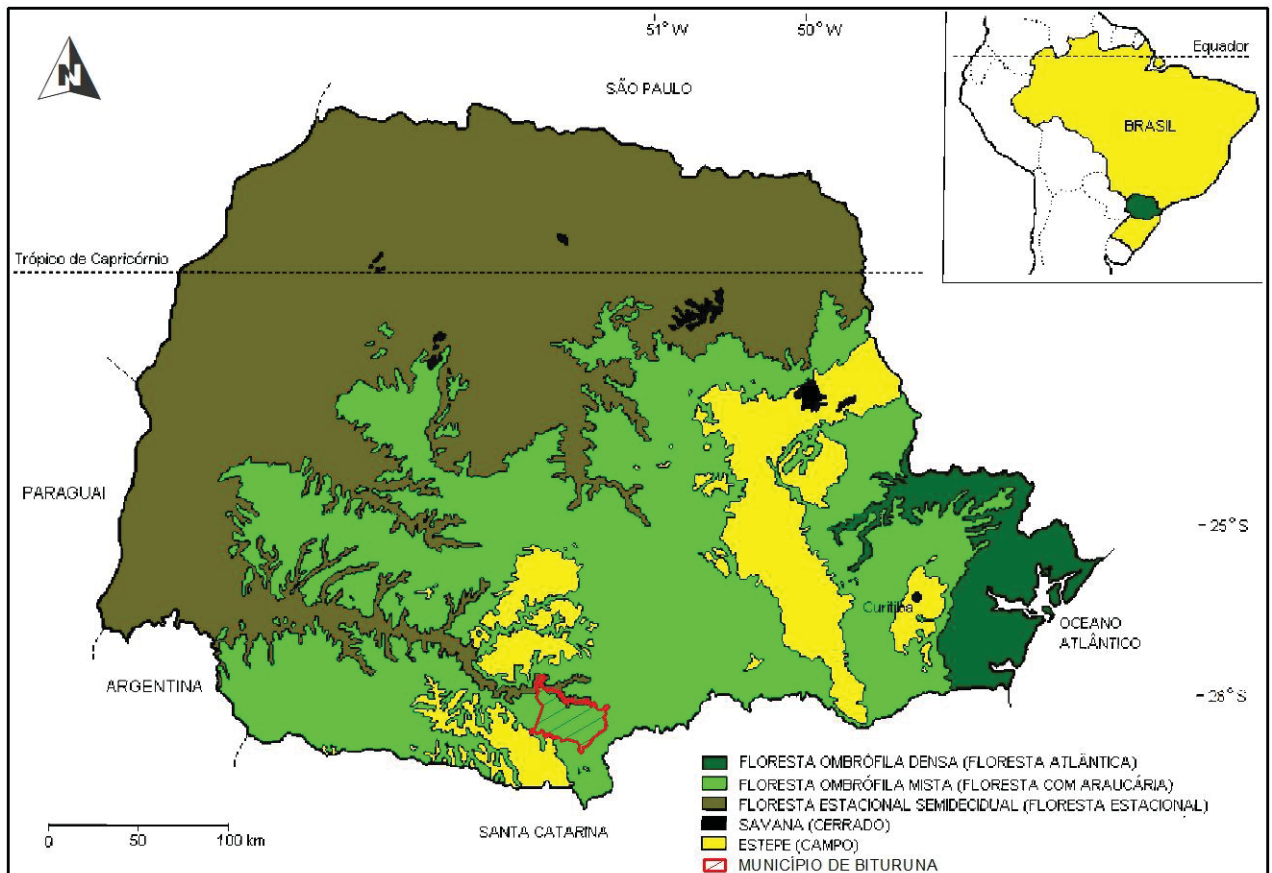 51° W
50° W
N
SÃO PAULO
Equador
BRASIL
Trópico de Capricórnio
PARAGUAI
25° S
Curitiba
OCEANO
ATLÂNTICO
ARGENTINA
26° S
FLORESTA OMBRÓFILA DENSA (FLORESTA ATLÂNTICA)
FLORESTA OMBRÓFILA MISTA (FLORESTA COM ARAUCÁRIA)
FLORESTA ESTACIONAL SEMIDECIDUAL (FLORESTA ESTACIONAL)
SAVANA (CERRADO)
ESTEPE (CAMPO)
MUNICÍPIO DE BITURUNA
0 50 100 km
SANTA CATARINA